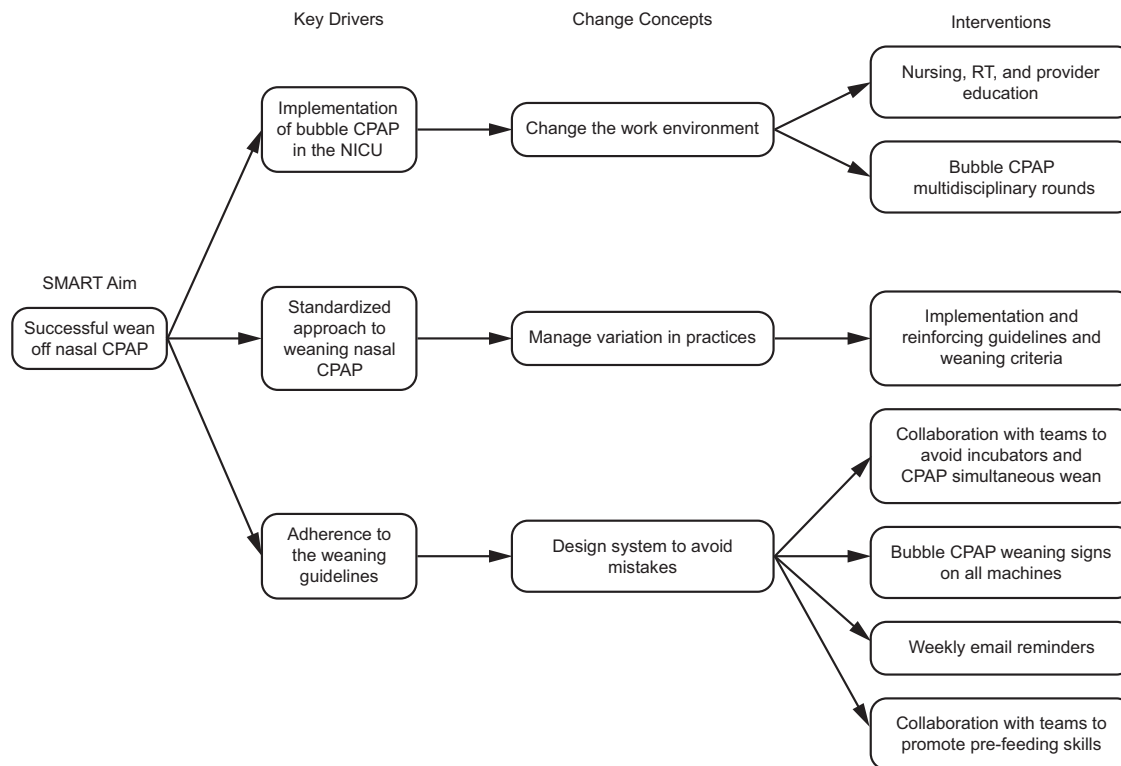 Key Drivers
Change Concepts
Interventions
SMART Aim
Successful wean
off nasal CPAP
Implementation
of bubble CPAP
in the NICU
Change the work environment
Nursing, RT, and provider
education
Bubble CPAP
multidisciplinary rounds
Standardized
approach to
weaning nasal
CPAP
Manage variation in practices
Implementation and
reinforcing guidelines and
weaning criteria
Adherence to
the weaning
guidelines
Design system to avoid
mistakes
Collaboration with teams to
avoid incubators and
CPAP simultaneous wean
Bubble CPAP weaning signs
on all machines
Weekly email reminders
Collaboration with teams to
promote pre-feeding skills